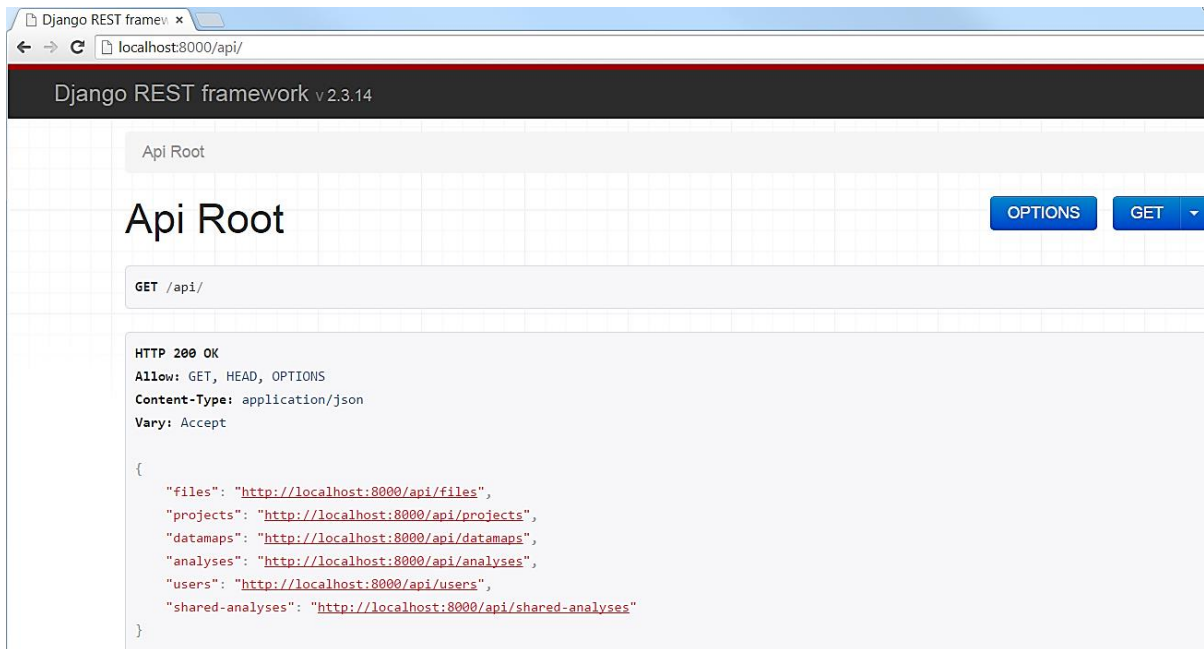 Django REST framew
localhost:8000/api/
Django REST framework v 2.3.14
Api Root
Api Root
OPTIONS GET
GET /api/
HTTP 200 OK
Allow: GET, HEAD, OPTIONS
Content-Type: application/json
Vary: Accept
{
"files": "http://localhost:8000/api/files",
"projects": "http://localhost:8000/api/projects",
"datamaps": "http://localhost:8000/api/datamaps",
"analyses": "http://localhost:8000/api/analyses",
"users": "http://localhost:8000/api/users",
"shared-analyses": "http://localhost:8000/api/shared-analyses"
}